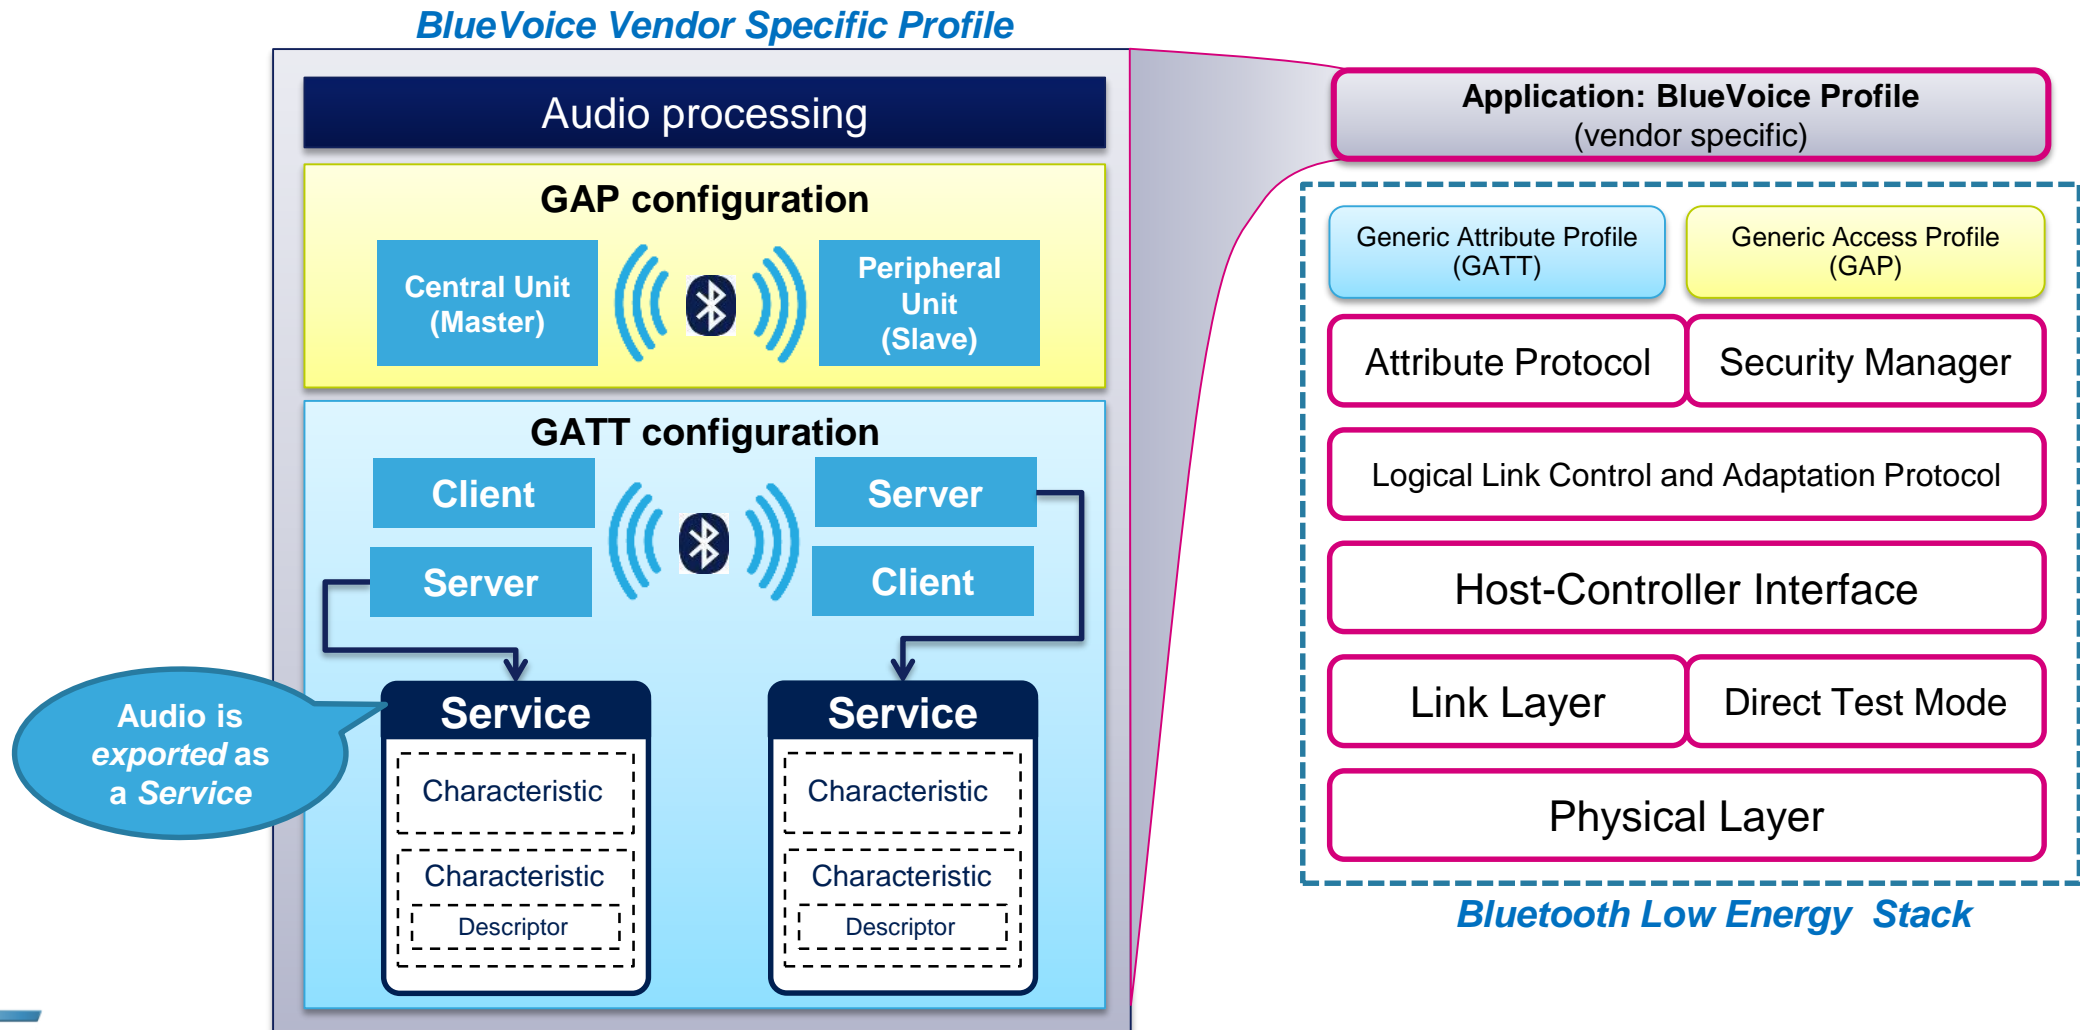 BlueVoice Vendor Specific Profile
Audio processing
GAP configuration
Central Unit
(Master)
Peripheral
Unit
(Slave)
GATT configuration
Client
Server
Server
Client
Audio is
exported as
a Service
Service
Characteristic
Characteristic
Descriptor
Service
Characteristic
Characteristic
Descriptor
Application: BlueVoice Profile
(vendor specific)
Generic Attribute Profile
(GATT)
Generic Access Profile
(GAP)
Attribute Protocol
Security Manager
Logical Link Control and Adaptation Protocol
Host-Controller Interface
Link Layer
Direct Test Mode
Physical Layer
Bluetooth Low Energy Stack